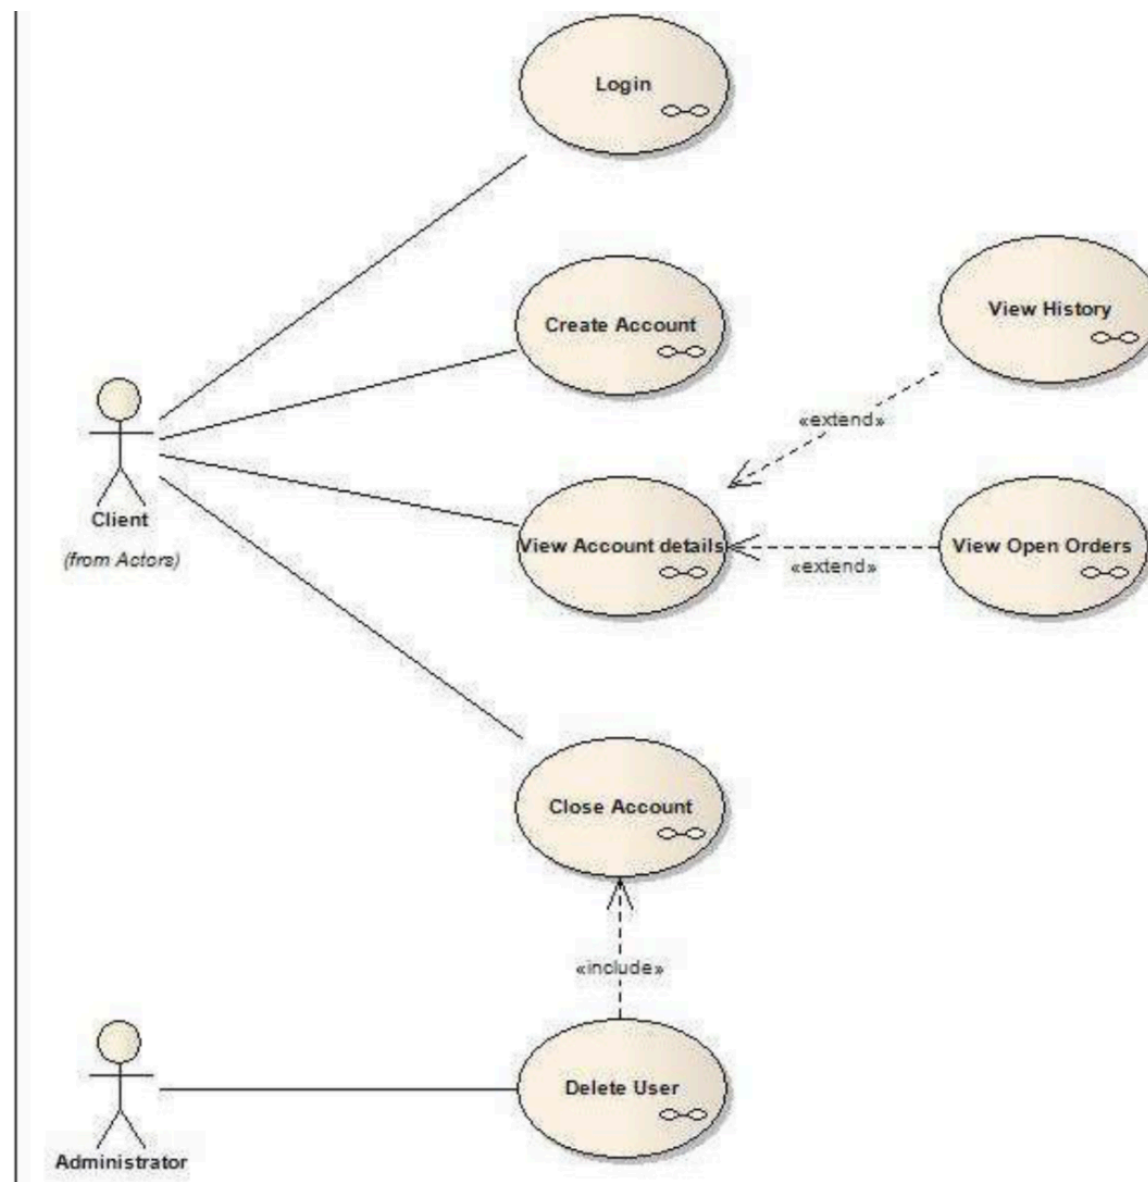 Login
Create Account
View History
«extend»
Client
(from Actors)
View Account details
«extend»
View Open Orders
Close Account
«include»
Delete User
Administrator